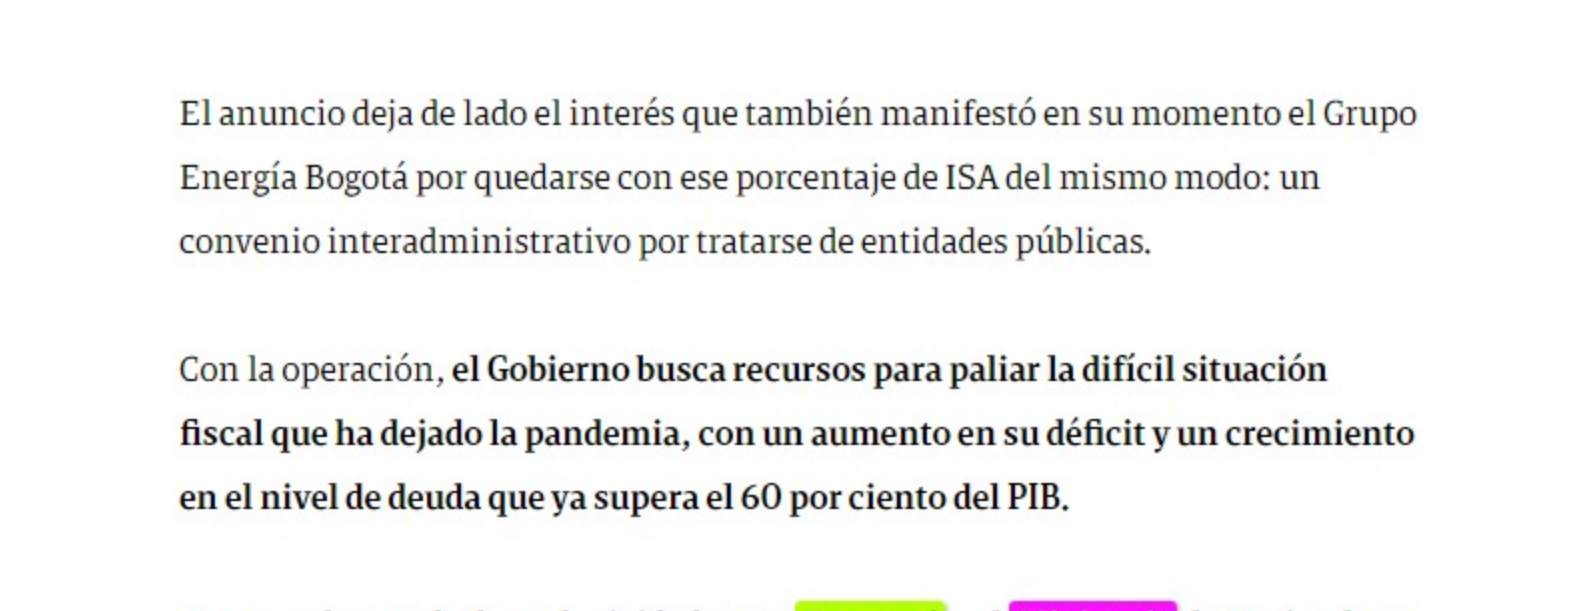 El anuncio deja de lado el interés que también manifestó en su momento el Grupo
Energía Bogotá por quedarse con ese porcentaje de ISA del mismo modo: un
convenio interadministrativo por tratarse de entidades públicas.
Con la operación, el Gobierno busca recursos para paliar la difícil situación
fiscal que ha dejado la pandemia, con un aumento en su déficit y un crecimiento
en el nivel de deuda que ya supera el 60 por ciento del PIB.